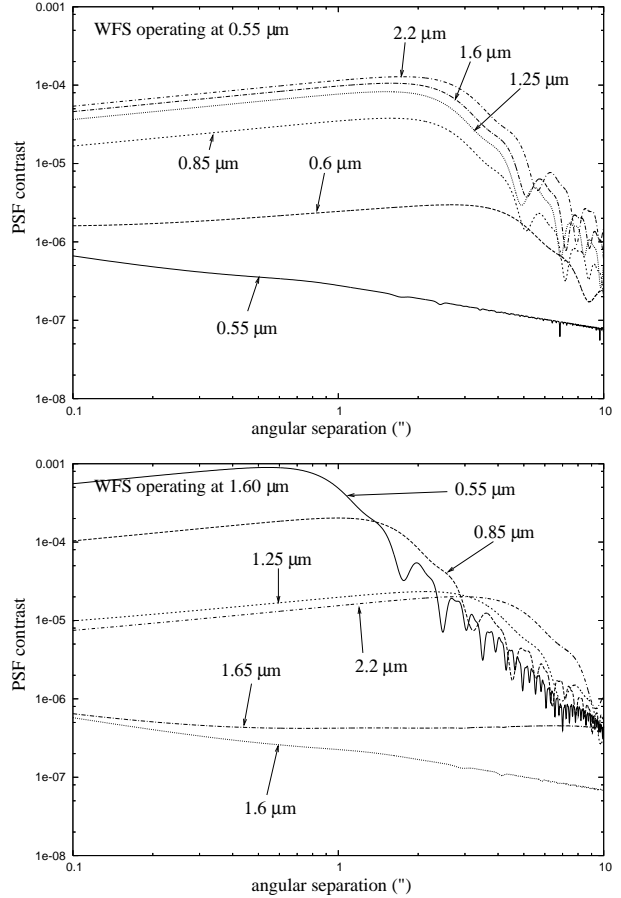 WFS operating at 0.55 µm
0.001
1e-04
1e-05
1e-06
1e-07
1e-08
PSF contrast
2.2 µm
1.6 µm
1.25 µm
0.85 µm
0.6 µm
0.55 µm
0.1
1
10
angular separation (")
WFS operating at 1.60 µm
0.001
1e-04
1e-05
1e-06
1e-07
1e-08
PSF contrast
0.55 µm
0.85 µm
1.25 µm
2.2 µm
1.65 µm
1.6 µm
0.1
1
10
angular separation (")